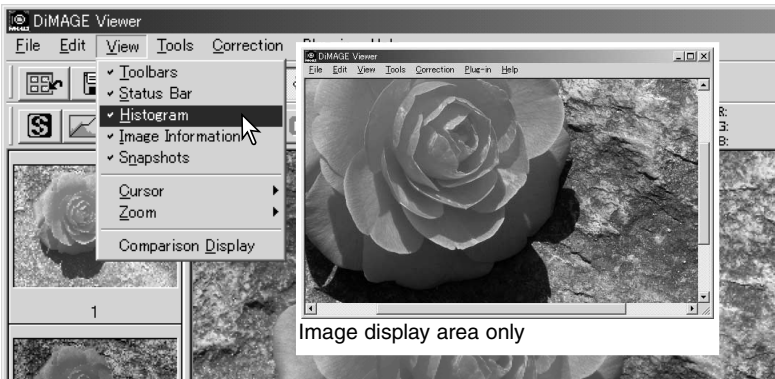 DiMAGE Viewer
File Edit View Tools Correction
Toolbars
Status Bar
Histogram
Image Information
Snapshots
Cursor
Zoom
Comparison Display
1
DiMAGE Viewer
File Edit View Tools Correction Plug-in Help
Image display area only
R:
G:
B: